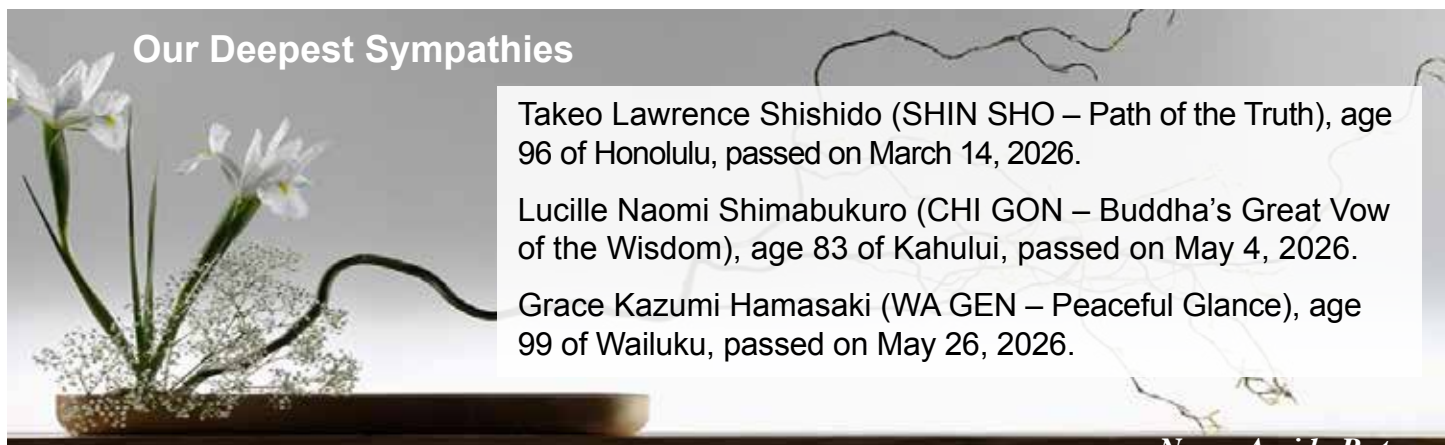 Our Deepest Sympathies
Takeo Lawrence Shishido (SHIN SHO – Path of the Truth), age
96 of Honolulu, passed on March 14, 2026.
Lucille Naomi Shimabukuro (CHI GON – Buddha’s Great Vow
of the Wisdom), age 83 of Kahului, passed on May 4, 2026.
Grace Kazumi Hamasaki (WA GEN – Peaceful Glance), age
99 of Wailuku, passed on May 26, 2026.